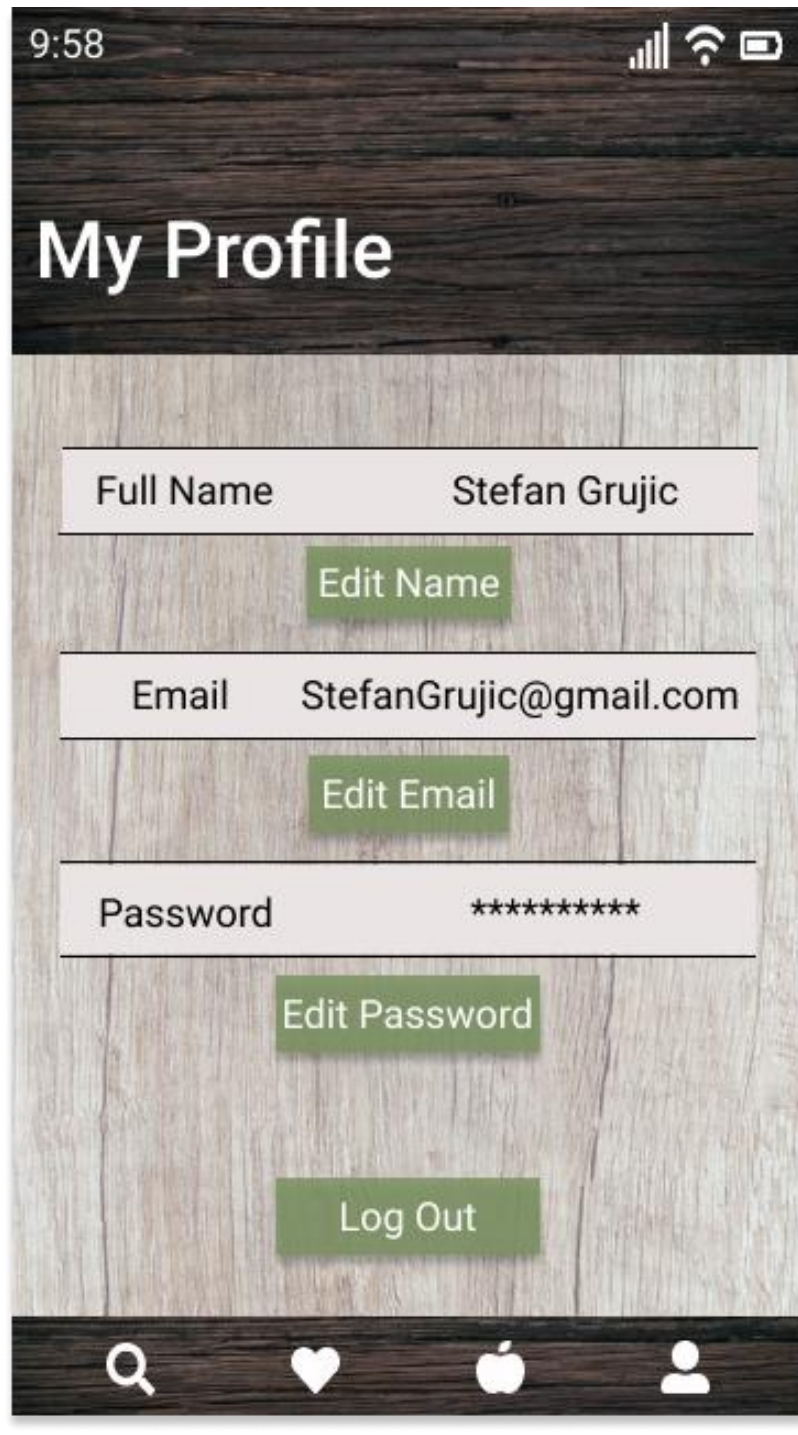 9:58
My Profile
Full Name Stefan Grujic
Edit Name
Email StefanGrujic@gmail.com
Edit Email
Password **********
Edit Password
Log Out